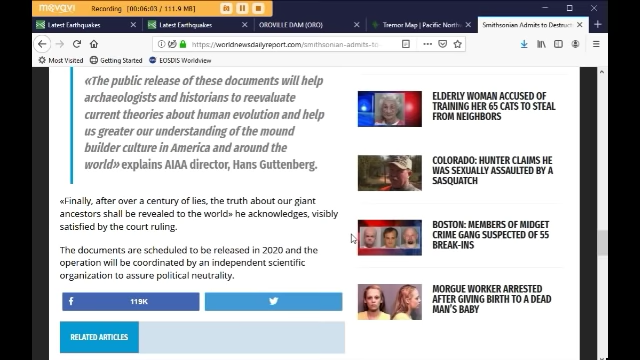 movavi
Recording | 00:06:03 / 111.9 MB
Latest Earthquakes
Latest Earthquakes
OROVILLE DAM (ORO)
Tremor Map | Pacific North
Smithsonian Admits to Destruct
https://worldnewsdailyreport.com/smithsonian-admits-to-
Most Visited
Getting Started
EOSDIS Worldview
«The public release of these documents will help
archaeologists and historians to reevaluate
current theories about human evolution and help
us greater our understanding of the mound
builder culture in America and around the
world» explains AIAA director, Hans Guttenberg.
«Finally, after over a century of lies, the truth about our giant
ancestors shall be revealed to the world» he acknowledges, visibly
satisfied by the court ruling.
The documents are scheduled to be released in 2020 and the
operation will be coordinated by an independent scientific
organization to assure political neutrality.
119K
RELATED ARTICLES
ELDERLY WOMAN ACCUSED OF
TRAINING HER 65 CATS TO STEAL
FROM NEIGHBORS
COLORADO: HUNTER CLAIMS HE
WAS SEXUALLY ASSAULTED BY A
SASQUATCH
BOSTON: MEMBERS OF MIDGET
CRIME GANG SUSPECTED OF 55
BREAK-INS
MORGUE WORKER ARRESTED
AFTER GIVING BIRTH TO A DEAD
MAN'S BABY